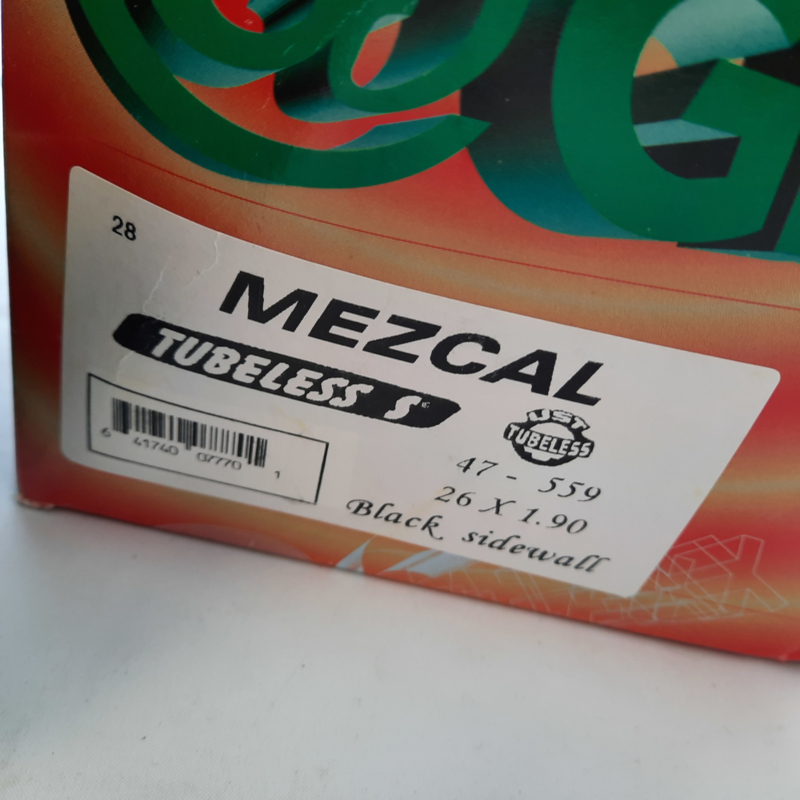 28
MEZCAL
TUBELESS S
UST
TUBELESS
6 41740 07770 1
47 - 559
26 X 1.90
Black sidewall